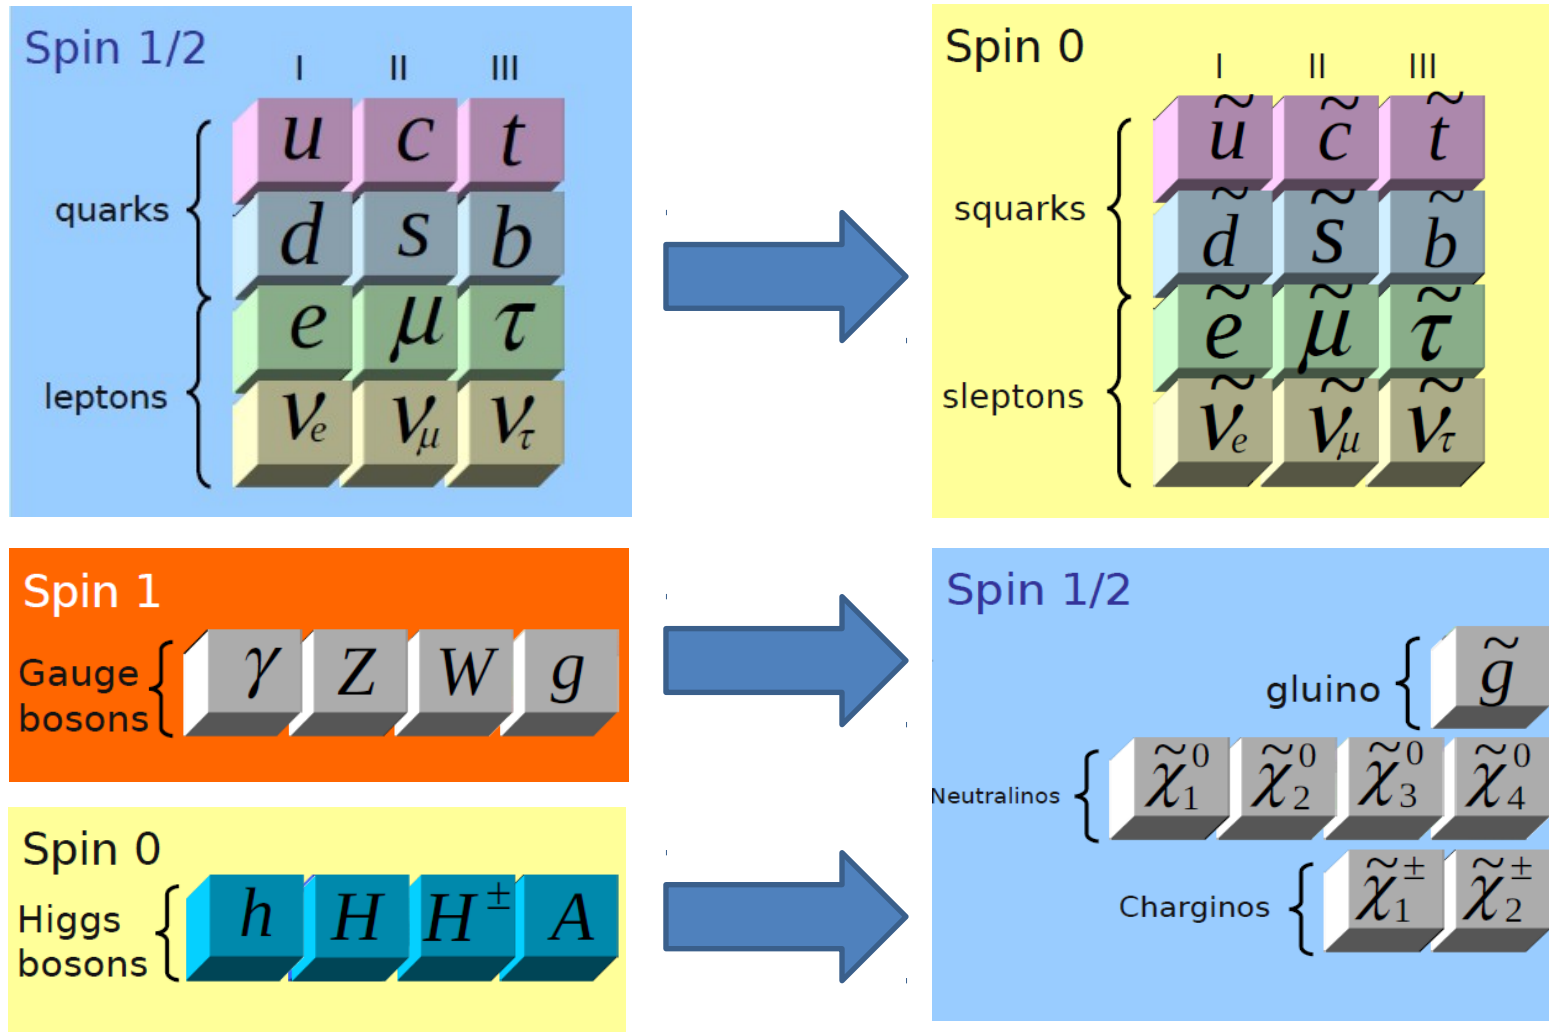 Spin 1/2
I II III
quarks
u c t
d s b
leptons
e μ τ
νe νμ ντ
Spin 0
I II III
squarks
ũ c̃ t̃
d̃ s̃ b̃
sleptons
ẽ μ̃ τ̃
ν̃e ν̃μ ν̃τ
Spin 1
Gauge
bosons
γ Z W g
Spin 0
Higgs
bosons
h H H± A
Spin 1/2
gluino
g̃
Neutralinos
χ̃⁰₁ χ̃⁰₂ χ̃⁰₃ χ̃⁰₄
Charginos
χ̃±₁ χ̃±₂